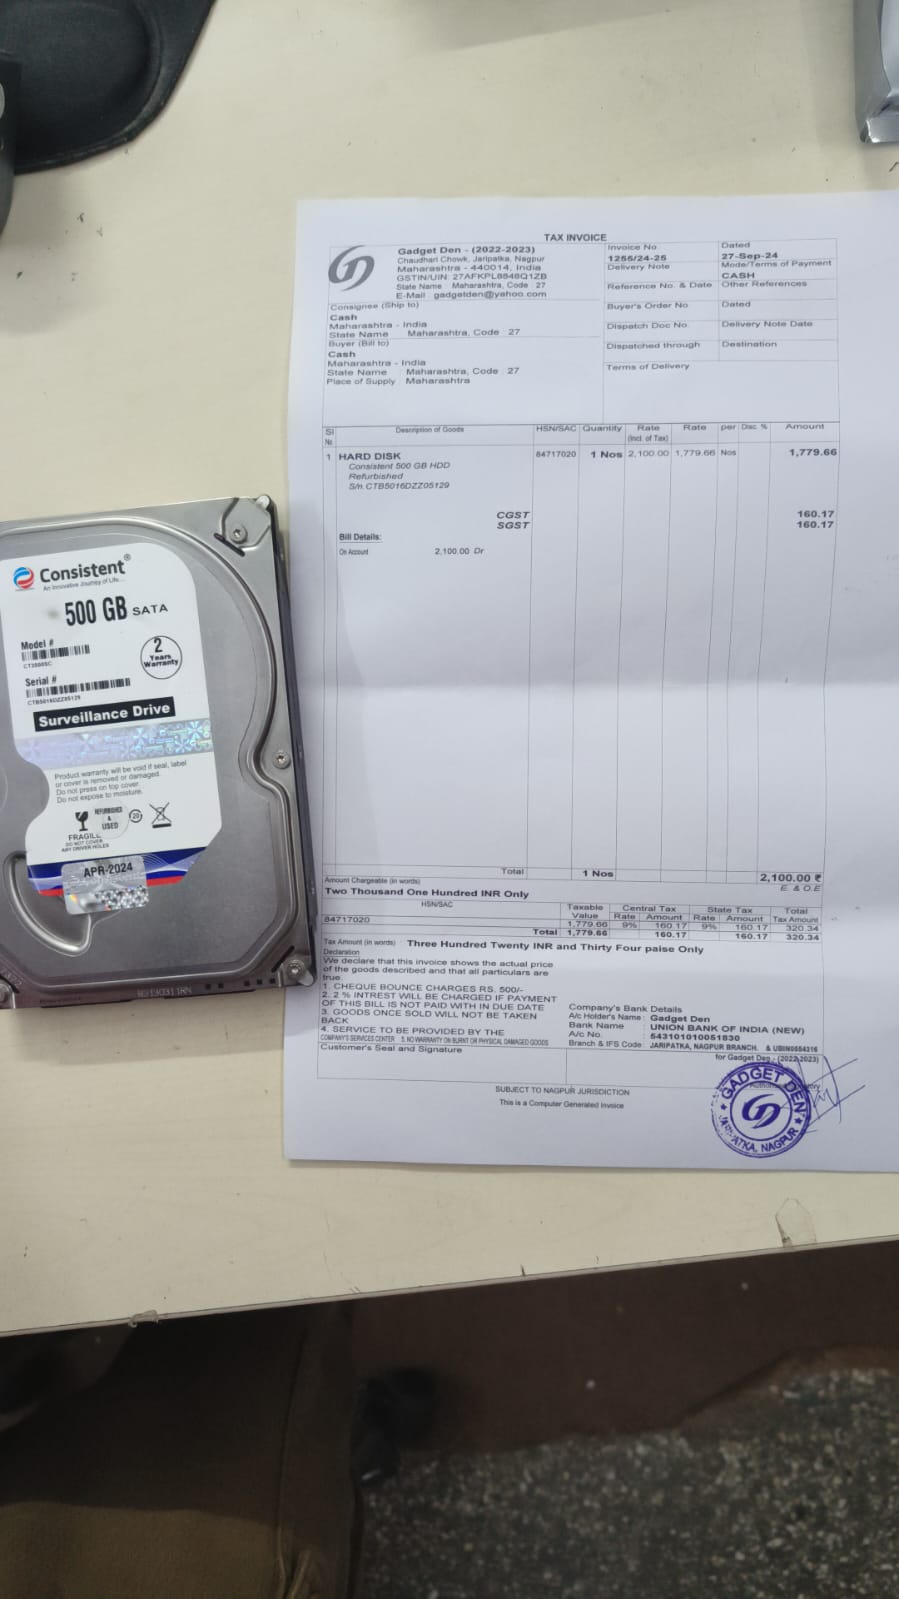 Consistent®
An Innovative Journey of Life...
500 GB SATA
Model #
2
Years
Warranty
Serial #
CTB5016DZZ05129
Surveillance Drive
Product warranty will be void if seal, label
or cover is removed or damaged.
Do not press on top cover
Do not expose to moisture.
REFURBISHED
&
USED
20
FRAGILE
DO NOT COVER
ANY DRIVER HOLES
APR-2024
TAX INVOICE
Gadget Den - (2022-2023)
Chaudhari Chowk, Jaripatka, Nagpur
Maharashtra - 440014, India
GSTIN/UIN: 27AFKPL8848Q1ZB
State Name : Maharashtra, Code : 27
E-Mail : gadgetden@yahoo.com
Invoice No. Dated
1255/24-25 27-Sep-24
Delivery Note Mode/Terms of Payment
CASH
Reference No. & Date Other References
Buyer's Order No. Dated
Dispatch Doc No. Delivery Note Date
Dispatched through Destination
Terms of Delivery
Consignee (Ship to)
Cash
Maharashtra - India
State Name : Maharashtra, Code : 27
Buyer (Bill to)
Cash
Maharashtra - India
State Name : Maharashtra, Code : 27
Place of Supply : Maharashtra
Sl Description of Goods HSN/SAC Quantity Rate Rate per Disc. % Amount
No. (Incl. of Tax)
1 HARD DISK 84717020 1 Nos 2,100.00 1,779.66 Nos 1,779.66
Consistent 500 GB HDD
Refurbished
S/n. CTB5016DZZ05129
CGST 160.17
SGST 160.17
Bill Details:
On Account 2,100.00 Dr
Total 1 Nos 2,100.00 ₹
Amount Chargeable (in words) E. & O.E
Two Thousand One Hundred INR Only
HSN/SAC Taxable Central Tax State Tax Total
Value Rate Amount Rate Amount Tax Amount
84717020 1,779.66 9% 160.17 9% 160.17 320.34
Total 1,779.66 160.17 160.17 320.34
Tax Amount (in words) : Three Hundred Twenty INR and Thirty Four paise Only
Declaration
We declare that this invoice shows the actual price
of the goods described and that all particulars are
true.
1. CHEQUE BOUNCE CHARGES RS. 500/-
2. 2 % INTREST WILL BE CHARGED IF PAYMENT
OF THIS BILL IS NOT PAID WITH IN DUE DATE
3. GOODS ONCE SOLD WILL NOT BE TAKEN
BACK
4. SERVICE TO BE PROVIDED BY THE
COMPANY'S SERVICES CENTER 5. NO WARRANTY ON BURNT OR PHYSICAL DAMAGED GOODS
Company's Bank Details
A/c Holder's Name : Gadget Den
Bank Name : UNION BANK OF INDIA (NEW)
A/c No. : 543101010051830
Branch & IFS Code : JARIPATKA, NAGPUR BRANCH. & UBIN0554316
Customer's Seal and Signature
for Gadget Den - (2022-2023)
GADGET DEN
JARIPATKA, NAGPUR
SUBJECT TO NAGPUR JURISDICTION
This is a Computer Generated Invoice